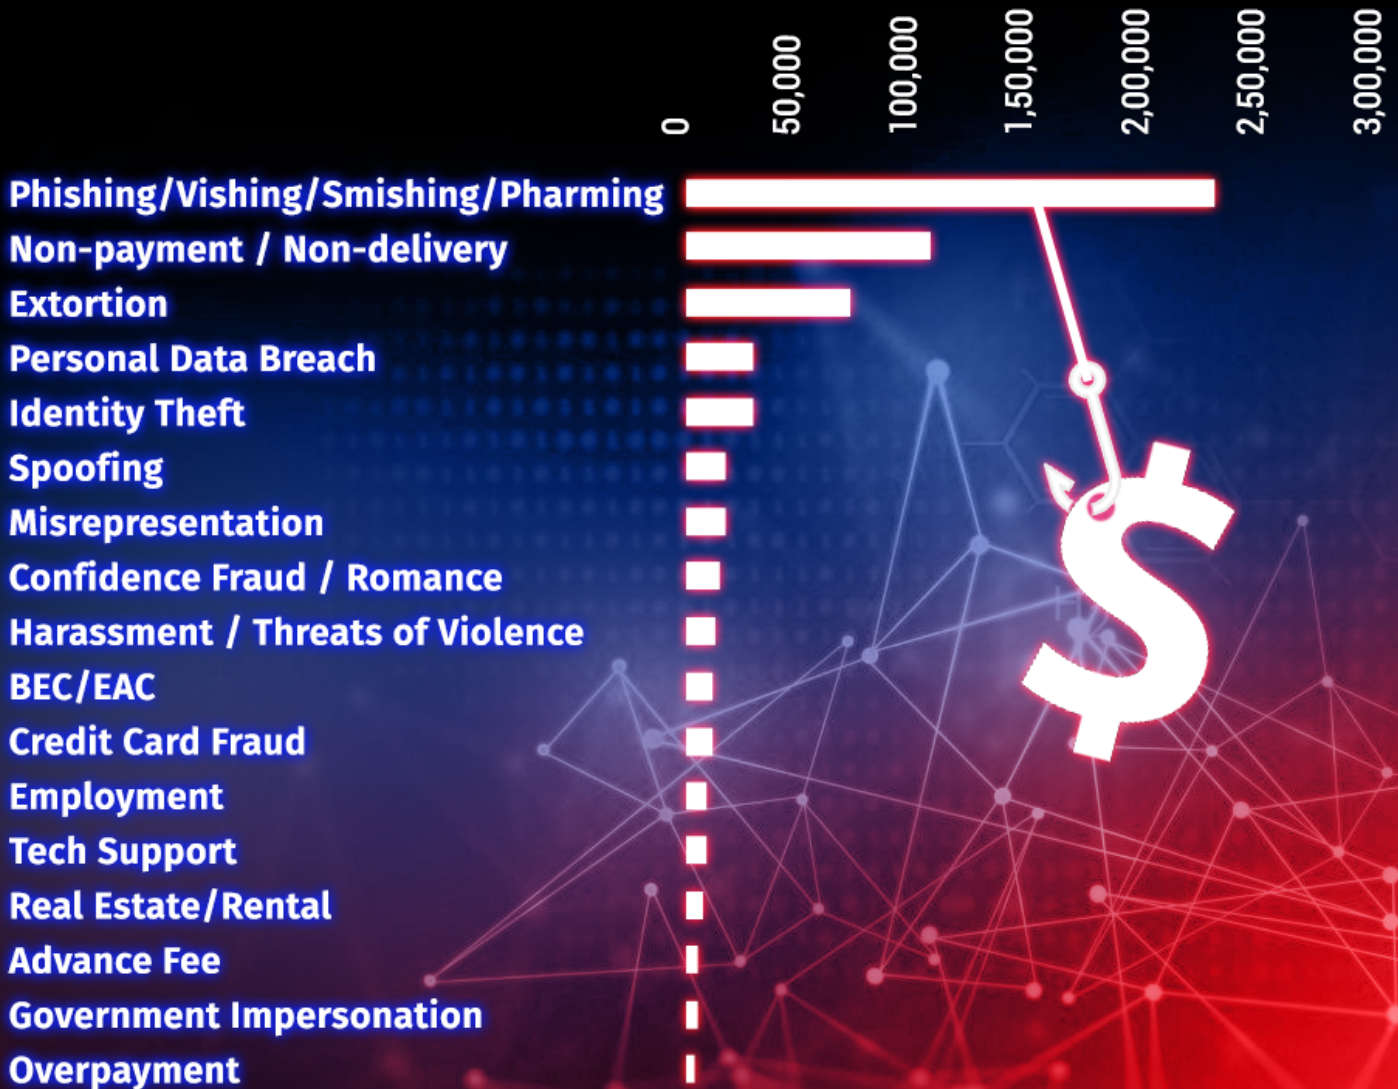 0
50,000
100,000
1,50,000
2,00,000
2,50,000
3,00,000
Phishing/Vishing/Smishing/Pharming
Non-payment / Non-delivery
Extortion
Personal Data Breach
Identity Theft
Spoofing
Misrepresentation
Confidence Fraud / Romance
Harassment / Threats of Violence
BEC/EAC
Credit Card Fraud
Employment
Tech Support
Real Estate/Rental
Advance Fee
Government Impersonation
Overpayment
$